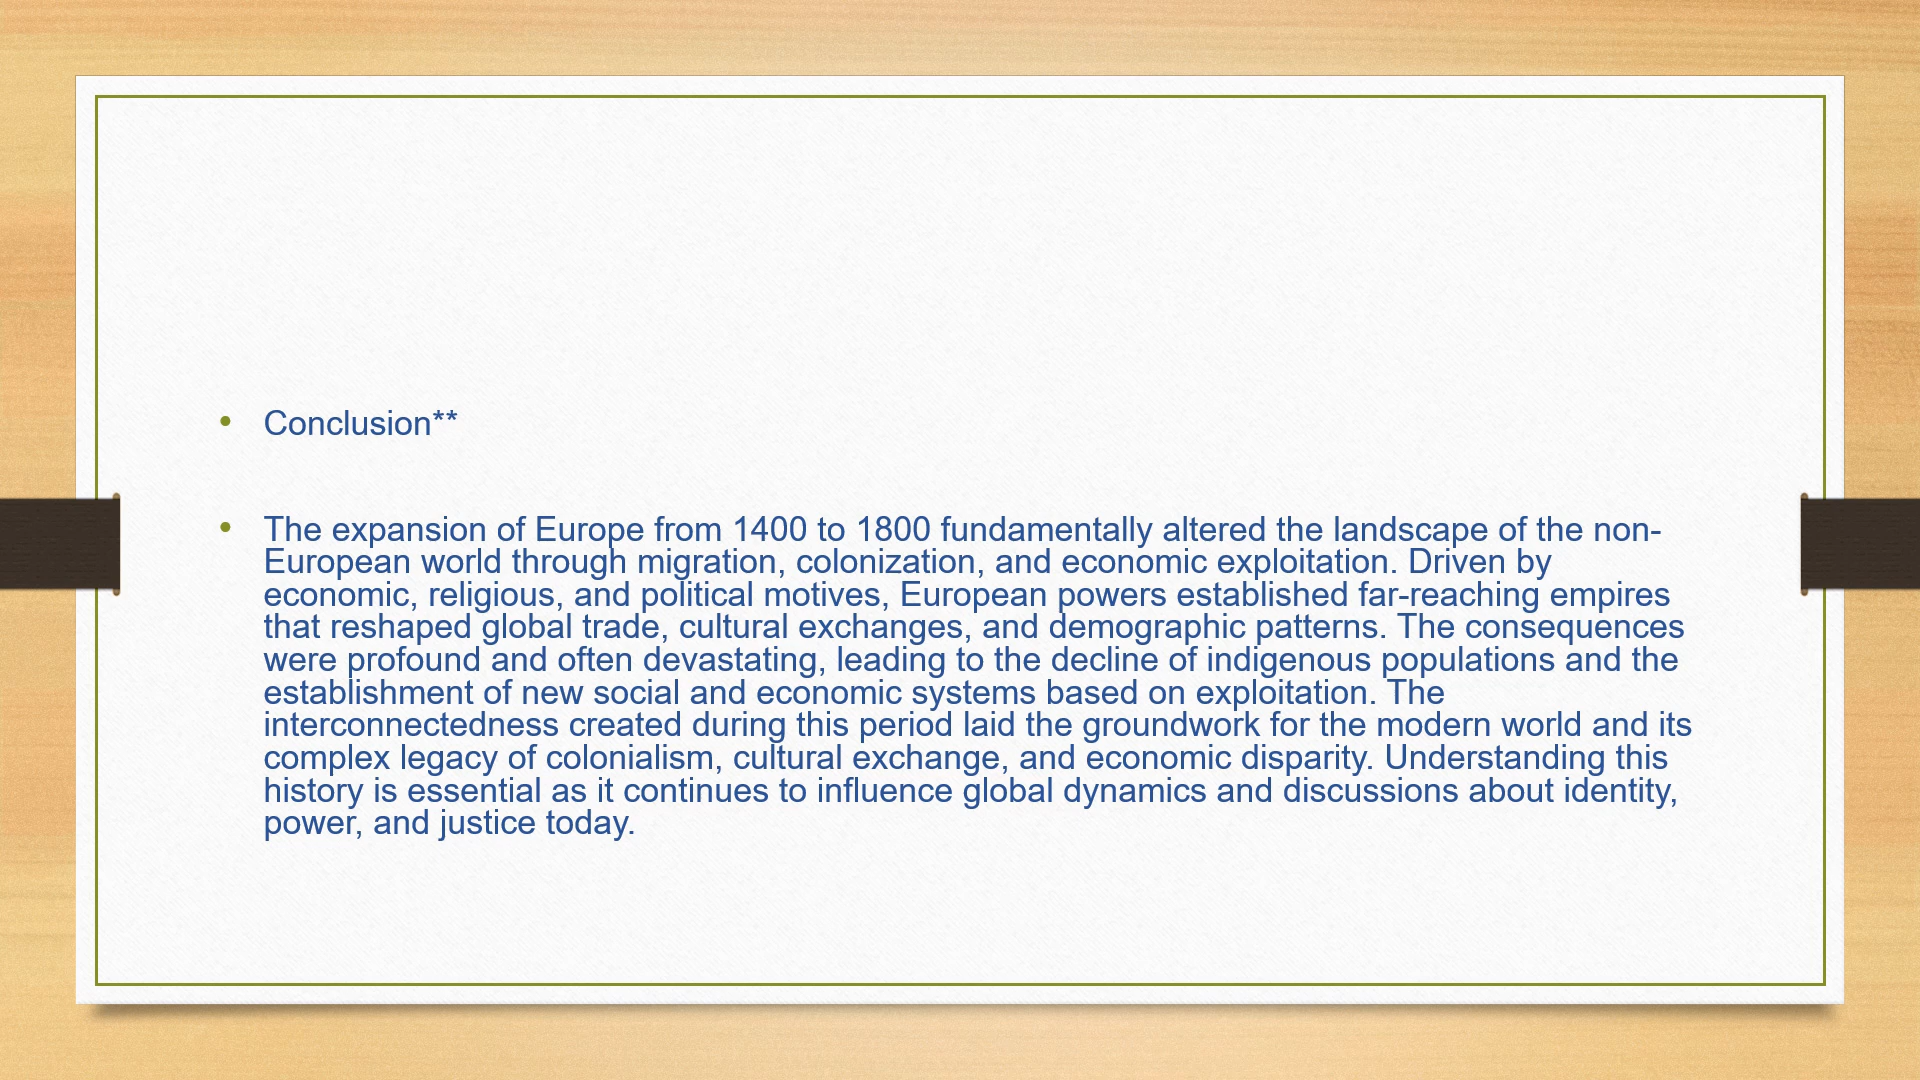 • Conclusion**
• The expansion of Europe from 1400 to 1800 fundamentally altered the landscape of the non-
European world through migration, colonization, and economic exploitation. Driven by
economic, religious, and political motives, European powers established far-reaching empires
that reshaped global trade, cultural exchanges, and demographic patterns. The consequences
were profound and often devastating, leading to the decline of indigenous populations and the
establishment of new social and economic systems based on exploitation. The
interconnectedness created during this period laid the groundwork for the modern world and its
complex legacy of colonialism, cultural exchange, and economic disparity. Understanding this
history is essential as it continues to influence global dynamics and discussions about identity,
power, and justice today.